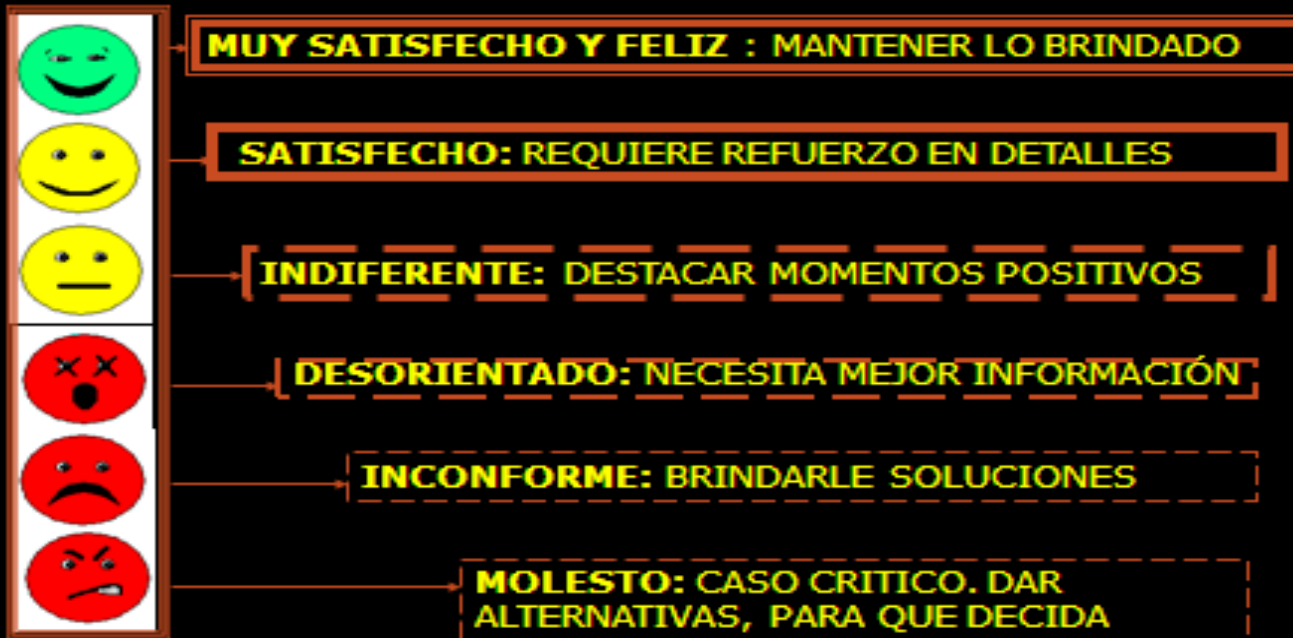 MUY SATISFECHO Y FELIZ : MANTENER LO BRINDADO
SATISFECHO: REQUIERE REFUERZO EN DETALLES
INDIFERENTE: DESTACAR MOMENTOS POSITIVOS
DESORIENTADO: NECESITA MEJOR INFORMACIÓN
INCONFORME: BRINDARLE SOLUCIONES
MOLESTO: CASO CRITICO. DAR
ALTERNATIVAS, PARA QUE DECIDA